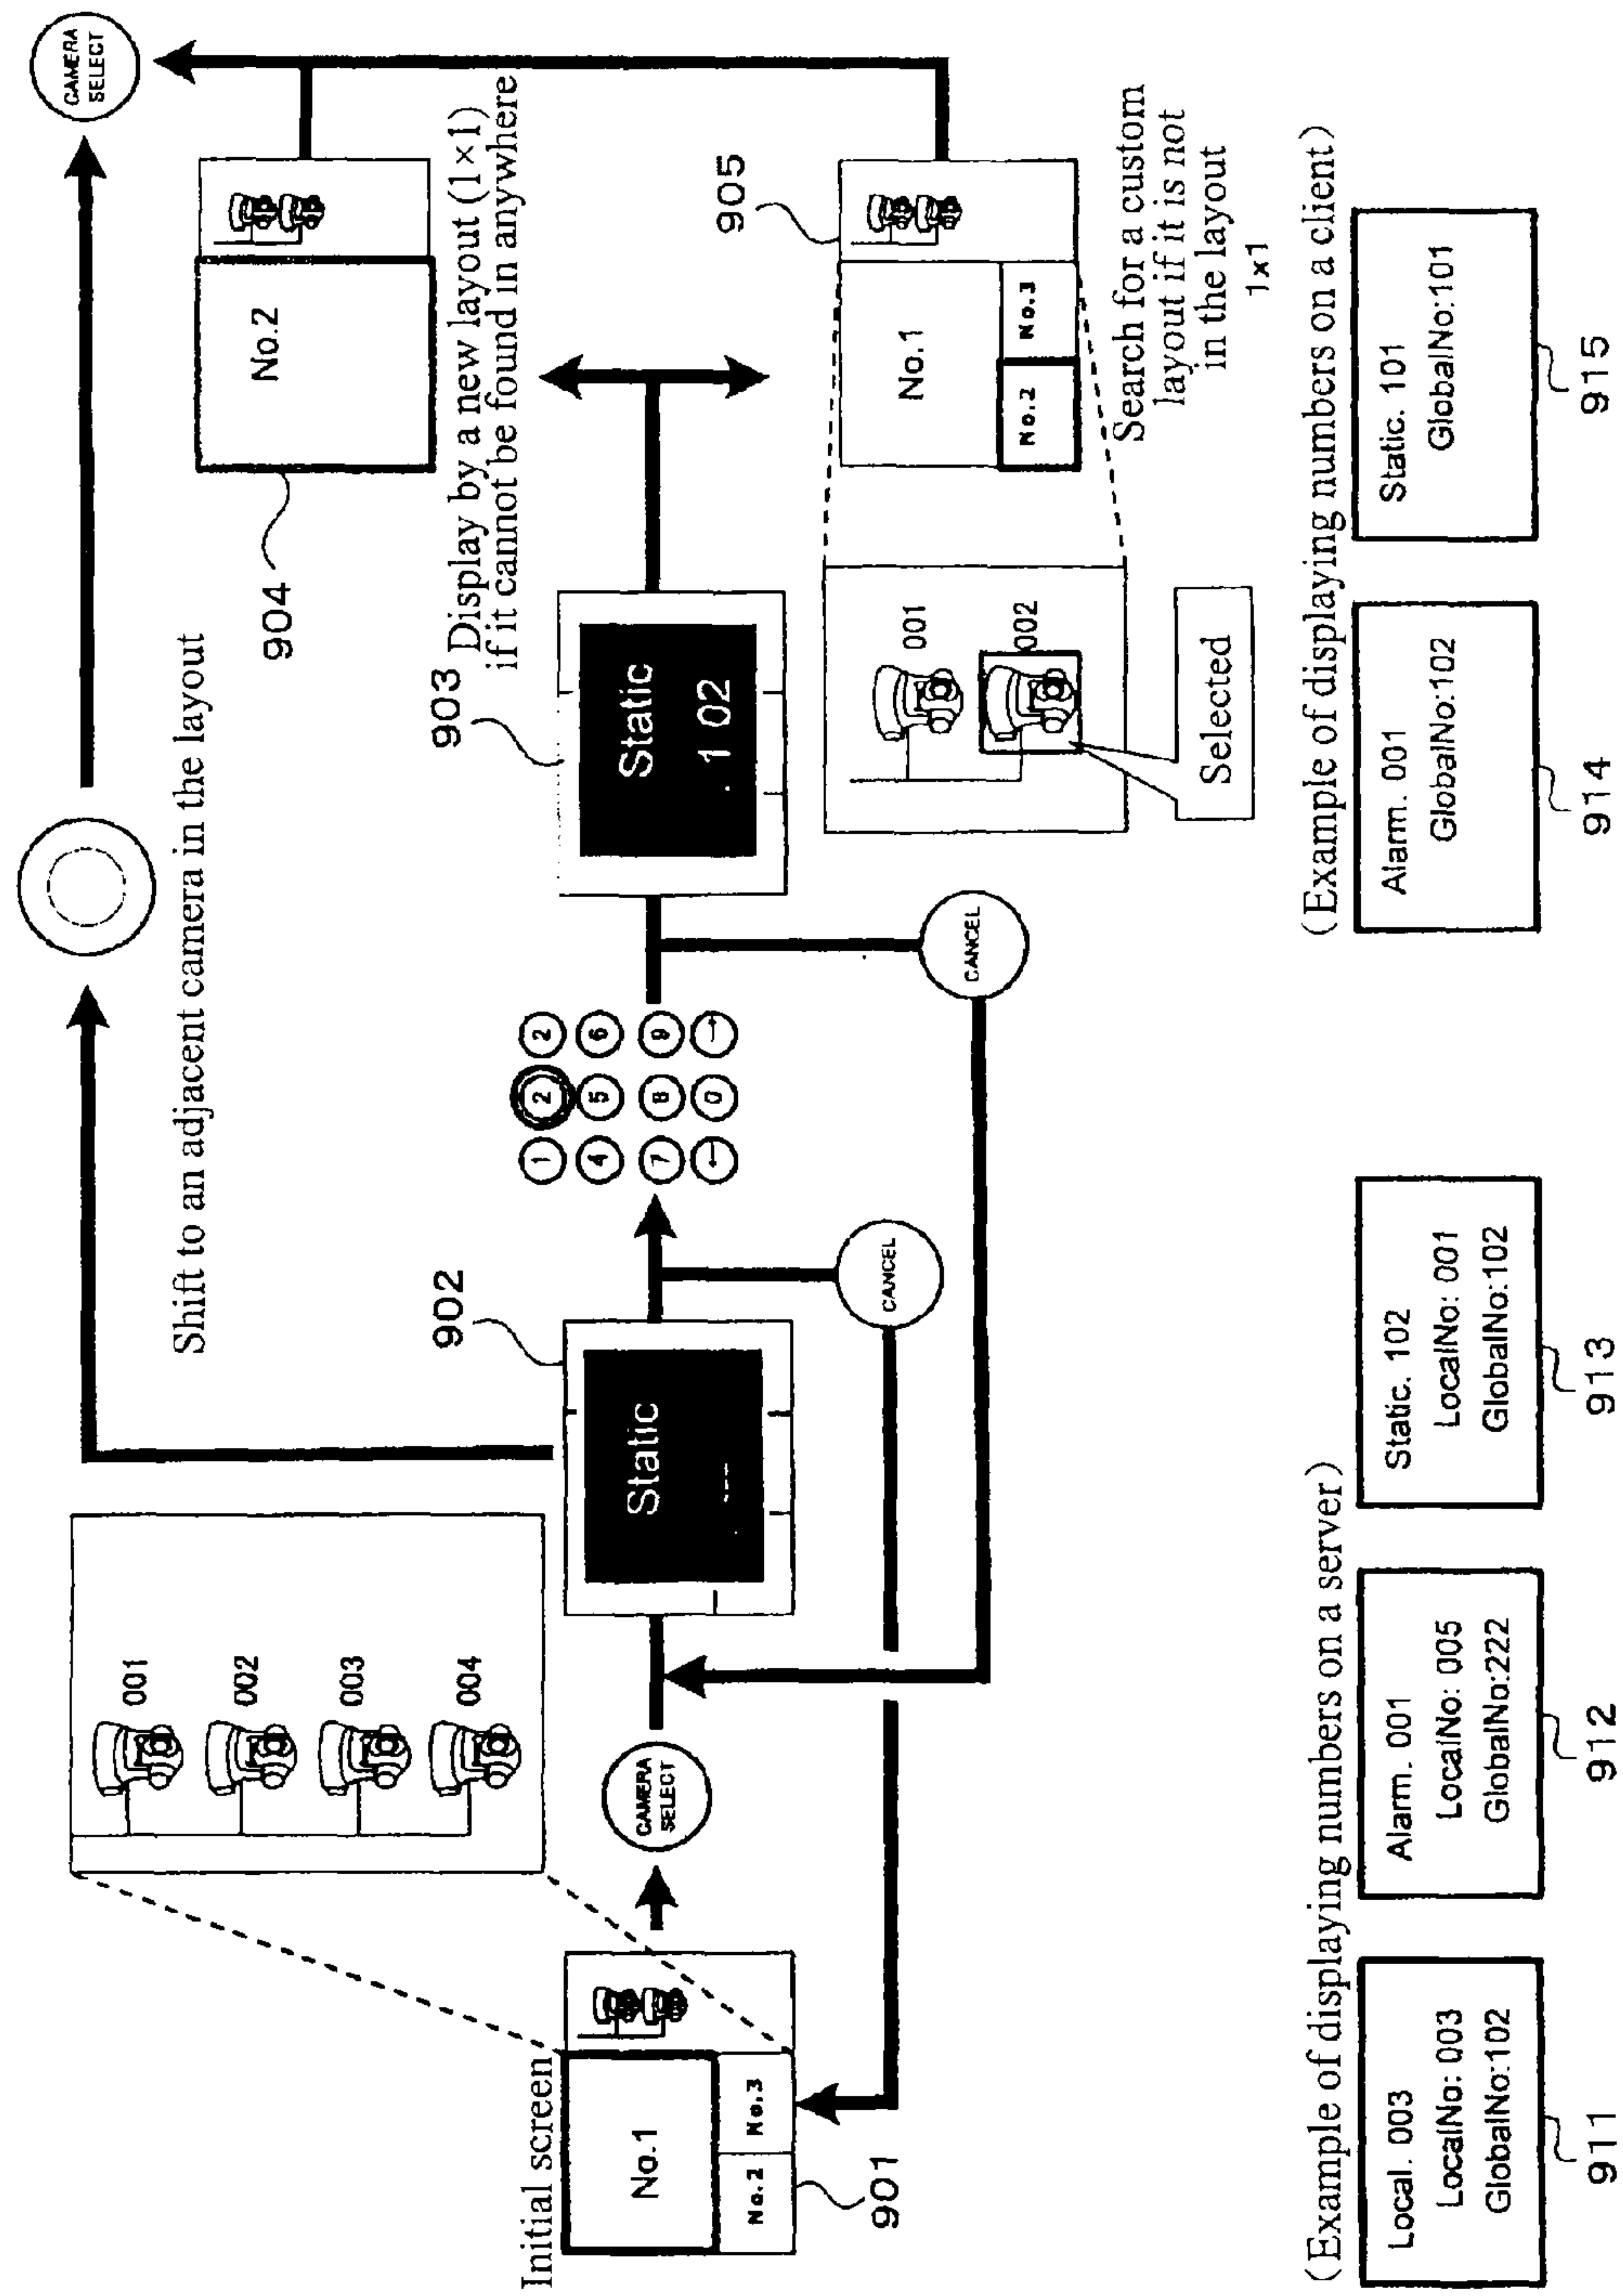 Initial screen
No.1
No.2
No.3
901
001
002
003
004
CAMERA
SELECT
902
Static
---
CANCEL
Shift to an adjacent camera in the layout
1
2
2
4
5
6
7
8
9
←
0
→
CANCEL
903
Static
1 02
Display by a new layout (1×1)
if it cannot be found in anywhere
904
No.2
CAMERA
SELECT
905
No.1
No.2
No.3
001
002
Selected
Search for a custom
layout if it is not
in the layout
1x1
(Example of displaying numbers on a server)
Local. 003
LocalNo: 003
GlobalNo:102
911
Alarm. 001
LocalNo: 005
GlobalNo:222
912
Static. 102
LocalNo: 001
GlobalNo:102
913
(Example of displaying numbers on a client)
Alarm. 001
GlobalNo:102
914
Static. 101
GlobalNo:101
915